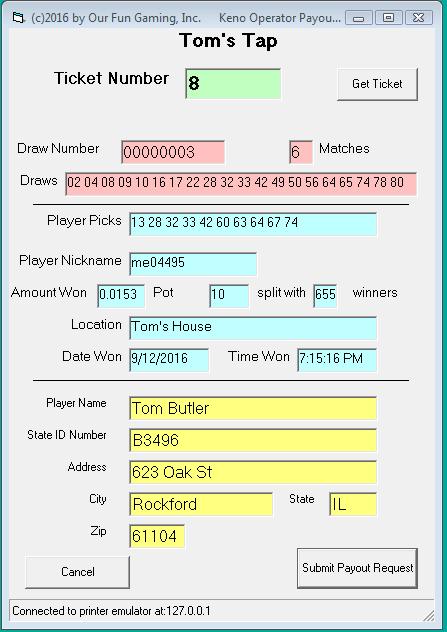 (c)2016 by Our Fun Gaming, Inc. Keno Operator Payou...
Tom's Tap
Ticket Number 8 Get Ticket
Draw Number 00000003 6 Matches
Draws 02 04 08 09 10 16 17 22 28 32 33 42 49 50 56 64 65 74 78 80
Player Picks 13 28 32 33 42 60 63 64 67 74
Player Nickname me04495
Amount Won 0.0153 Pot 10 split with 655 winners
Location Tom's House
Date Won 9/12/2016 Time Won 7:15:16 PM
Player Name Tom Butler
State ID Number B3496
Address 623 Oak St
City Rockford State IL
Zip 61104
Cancel Submit Payout Request
Connected to printer emulator at:127.0.0.1